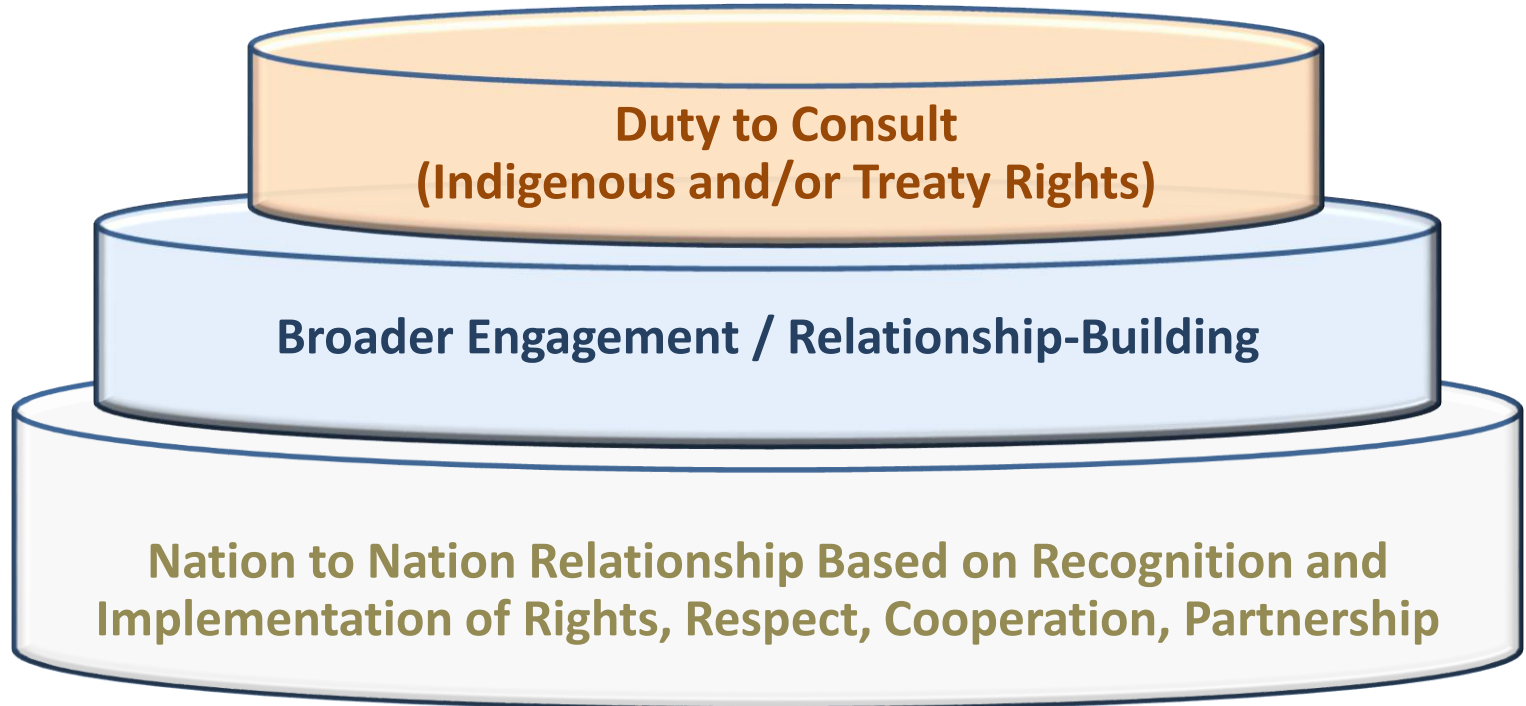 Duty to Consult
(Indigenous and/or Treaty Rights)
Broader Engagement / Relationship-Building
Nation to Nation Relationship Based on Recognition and
Implementation of Rights, Respect, Cooperation, Partnership